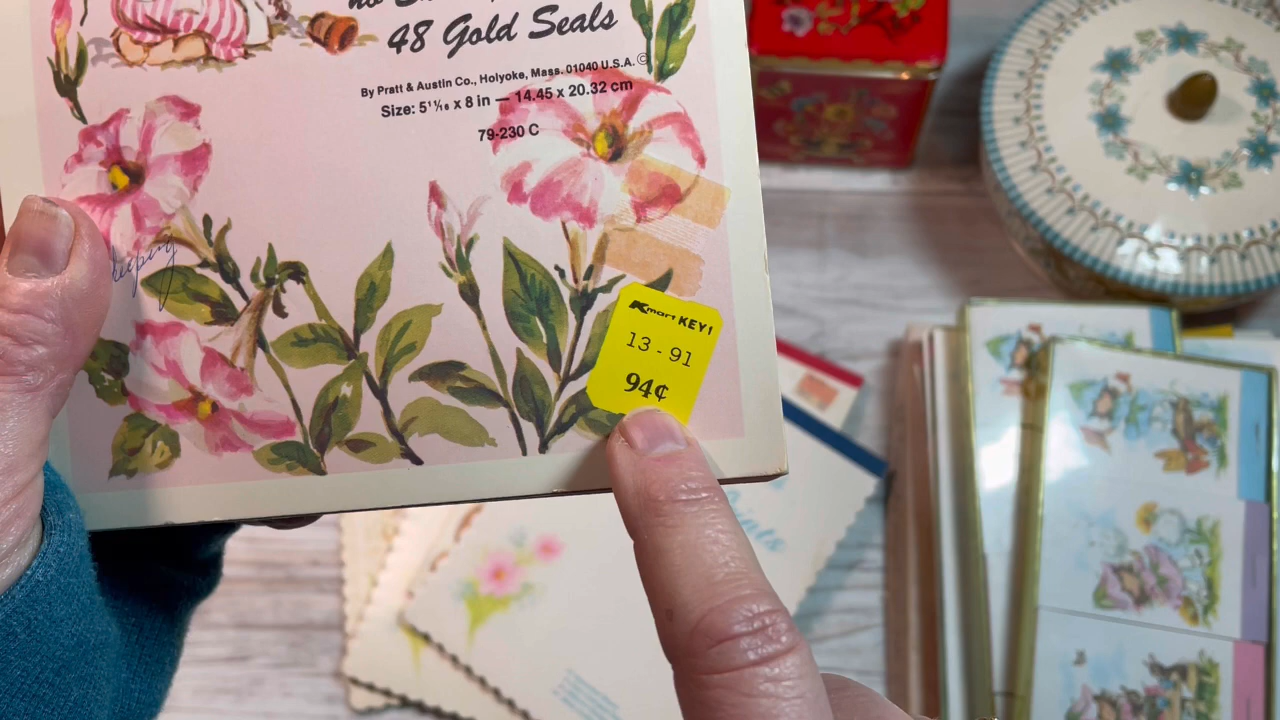 48 Gold Seals
By Pratt & Austin Co., Holyoke, Mass. 01040 U.S.A. ©
Size: 5 11/16 x 8 in — 14.45 x 20.32 cm
79-230 C
Kmart KEY!
13 - 91
94¢